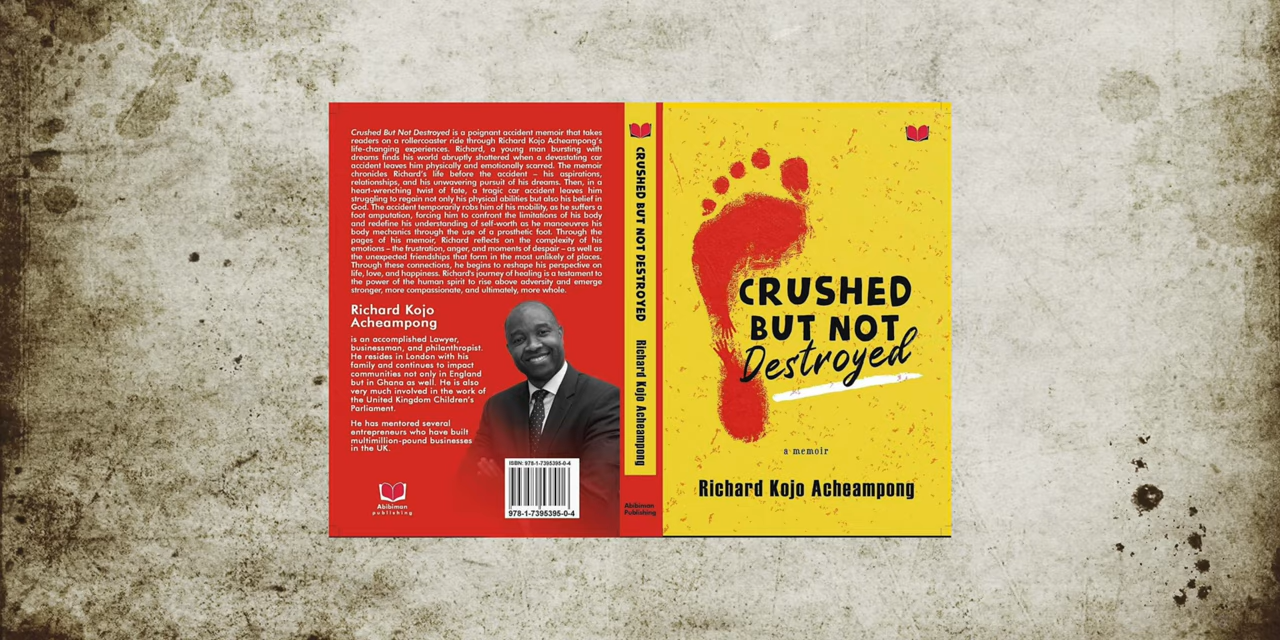 Crushed But Not Destroyed is a poignant accident memoir that takes
readers on a rollercoaster ride through Richard Kojo Acheampong's
life-changing experiences. Richard, a young man bursting with
dreams finds his world abruptly shattered when a devastating car
accident leaves him physically and emotionally scarred. The memoir
chronicles Richard's life before the accident – his aspirations,
relationships, and his unwavering pursuit of his dreams. Then, in a
heart-wrenching twist of fate, a tragic car accident leaves him
struggling to regain not only his physical abilities but also his belief in
God. The accident temporarily robs him of his mobility, as he suffers a
foot amputation, forcing him to confront the limitations of his body
and redefine his understanding of self-worth as he manoeuvres his
body mechanics through the use of a prosthetic foot. Through the
pages of his memoir, Richard reflects on the complexity of his
emotions – the frustration, anger, and moments of despair – as well as
the unexpected friendships that form in the most unlikely of places.
Through these connections, he begins to reshape his perspective on
life, love, and happiness. Richard's journey of healing is a testament to
the power of the human spirit to rise above adversity and emerge
stronger, more compassionate, and ultimately, more whole.
Richard Kojo
Acheampong
is an accomplished Lawyer,
businessman, and philanthropist.
He resides in London with his
family and continues to impact
communities not only in England
but in Ghana as well. He is also
very much involved in the work of
the United Kingdom Children's
Parliament.
He has mentored several
entrepreneurs who have built
multimillion-pound businesses
in the UK.
Abibiman
publishing
ISBN: 978-1-7395395-0-4
978-1-7395395-0-4
CRUSHED BUT NOT DESTROYED
Richard Kojo Acheampong
Abibiman
Publishing
CRUSHED
BUT NOT
Destroyed
a memoir
Richard Kojo Acheampong